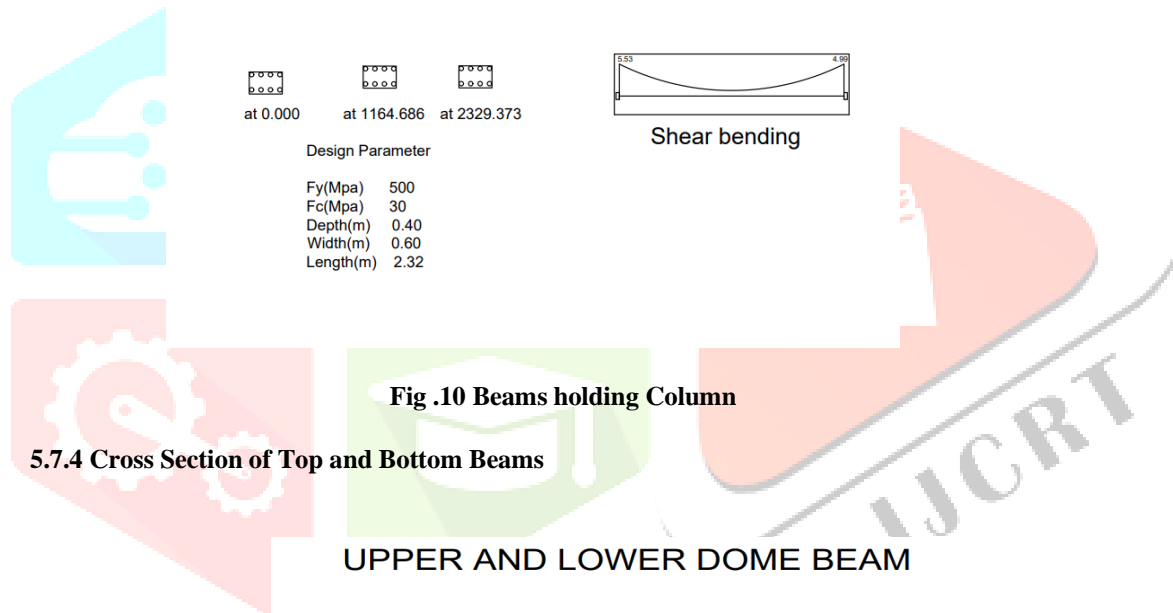 5.53 4.99
at 0.000 at 1164.686 at 2329.373
Shear bending
Design Parameter
Fy(Mpa) 500
Fc(Mpa) 30
Depth(m) 0.40
Width(m) 0.60
Length(m) 2.32
Fig .10 Beams holding Column
5.7.4 Cross Section of Top and Bottom Beams
IJCRT
UPPER AND LOWER DOME BEAM